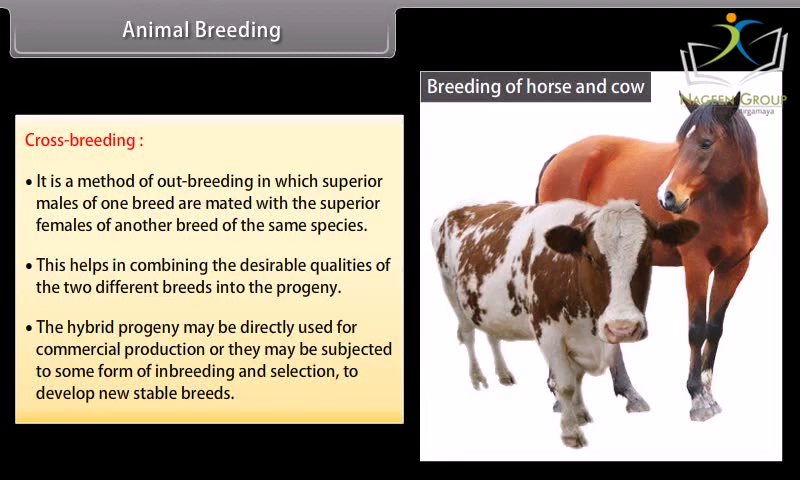 Animal Breeding
NAGEEN GROUP
irgamaya
Breeding of horse and cow
Cross-breeding :
• It is a method of out-breeding in which superior
males of one breed are mated with the superior
females of another breed of the same species.
• This helps in combining the desirable qualities of
the two different breeds into the progeny.
• The hybrid progeny may be directly used for
commercial production or they may be subjected
to some form of inbreeding and selection, to
develop new stable breeds.